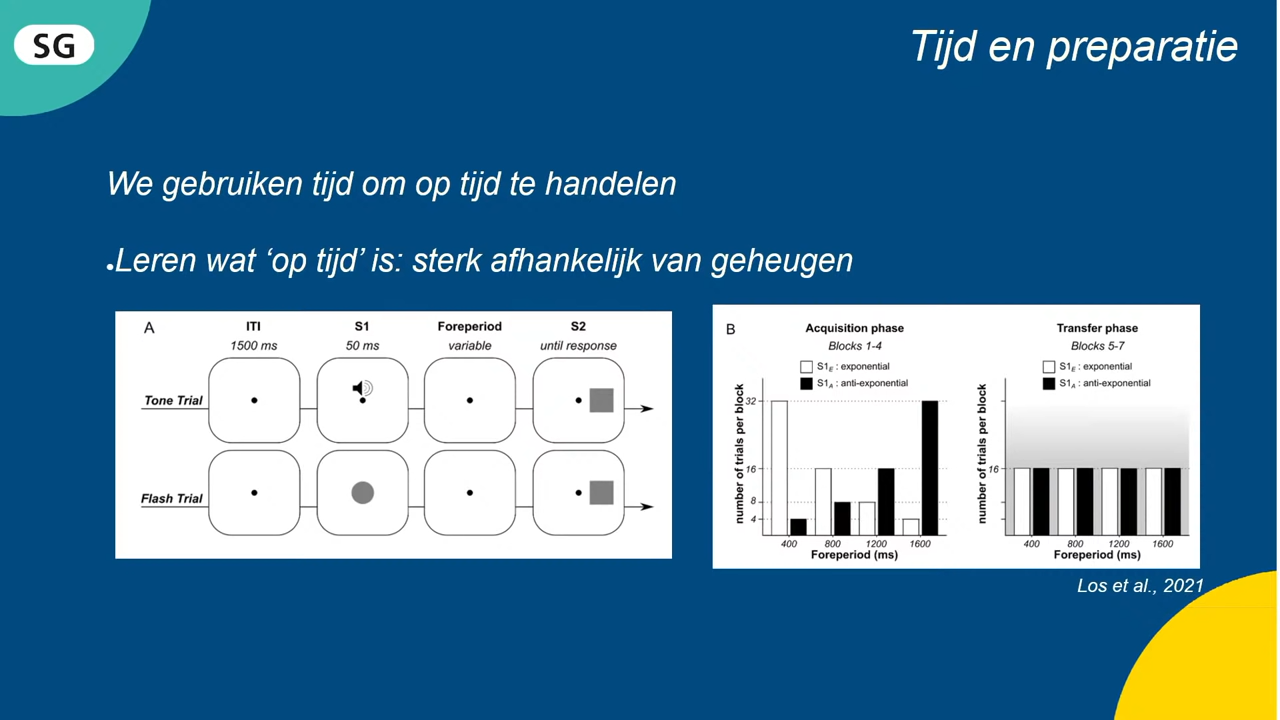 SG
Tijd en preparatie
We gebruiken tijd om op tijd te handelen
•Leren wat ‘op tijd’ is: sterk afhankelijk van geheugen
A
ITI S1 Foreperiod S2
1500 ms 50 ms variable until response
Tone Trial
Flash Trial
B
Acquisition phase
Blocks 1-4
S1E : exponential
S1A : anti-exponential
number of trials per block
32
16
8
4
400 800 1200 1600
Foreperiod (ms)
Transfer phase
Blocks 5-7
S1E : exponential
S1A : anti-exponential
number of trials per block
16
400 800 1200 1600
Foreperiod (ms)
Los et al., 2021